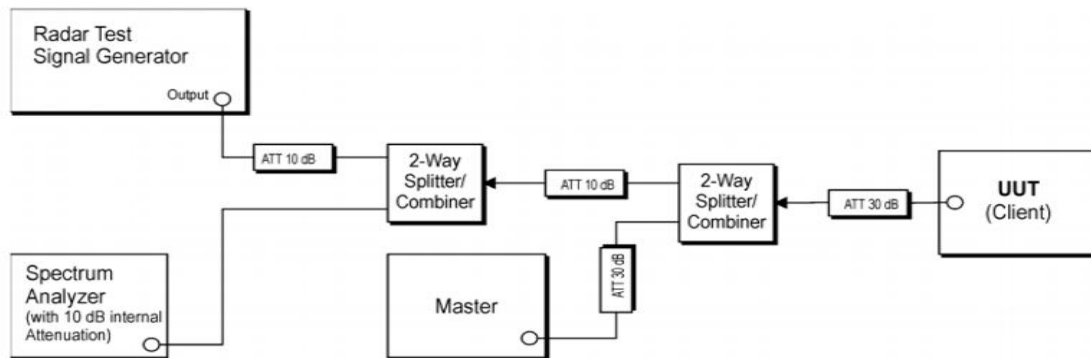 Radar Test
Signal Generator
Output
ATT 10 dB
2-Way
Splitter/
Combiner
ATT 10 dB
2-Way
Splitter/
Combiner
ATT 30 dB
UUT
(Client)
Spectrum
Analyzer
(with 10 dB internal
Attenuation)
Master
ATT 30 dB